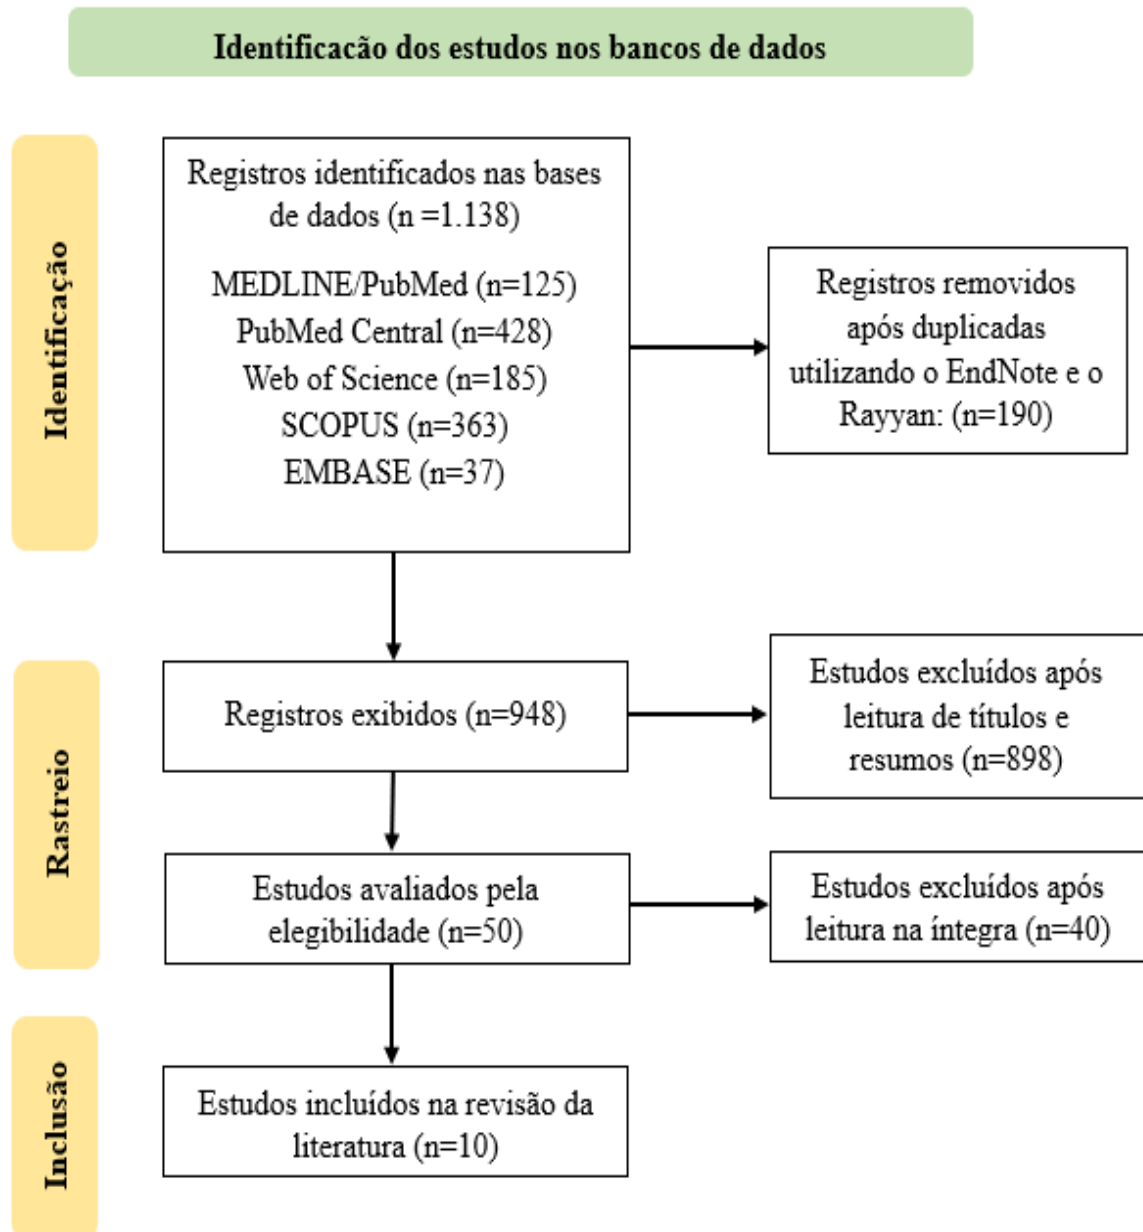 Identificacão dos estudos nos bancos de dados
Identificação
Registros identificados nas bases
de dados (n =1.138)
MEDLINE/PubMed (n=125)
PubMed Central (n=428)
Web of Science (n=185)
SCOPUS (n=363)
EMBASE (n=37)
Registros removidos
após duplicadas
utilizando o EndNote e o
Rayyan: (n=190)
Rastreio
Registros exibidos (n=948)
Estudos excluídos após
leitura de títulos e
resumos (n=898)
Estudos avaliados pela
elegibilidade (n=50)
Estudos excluídos após
leitura na íntegra (n=40)
Inclusão
Estudos incluídos na revisão da
literatura (n=10)